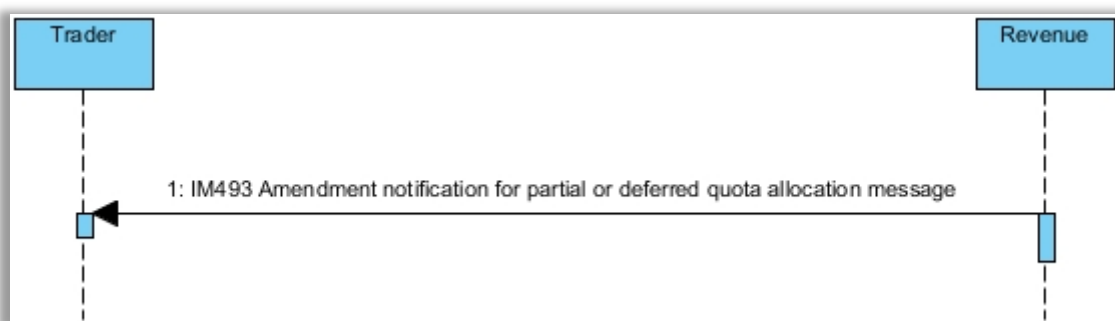 Trader
Revenue
1: IM493 Amendment notification for partial or deferred quota allocation message